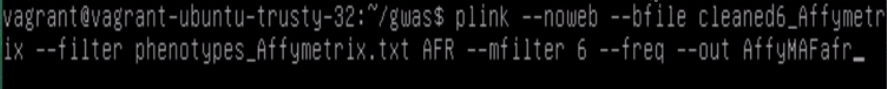 vagrant@vagrant-ubuntu-trusty-32:~/gwas$ plink --noweb --bfile cleaned6_Affymetr
ix --filter phenotypes_Affymetrix.txt AFR --mfilter 6 --freq --out AffyMAFafr_